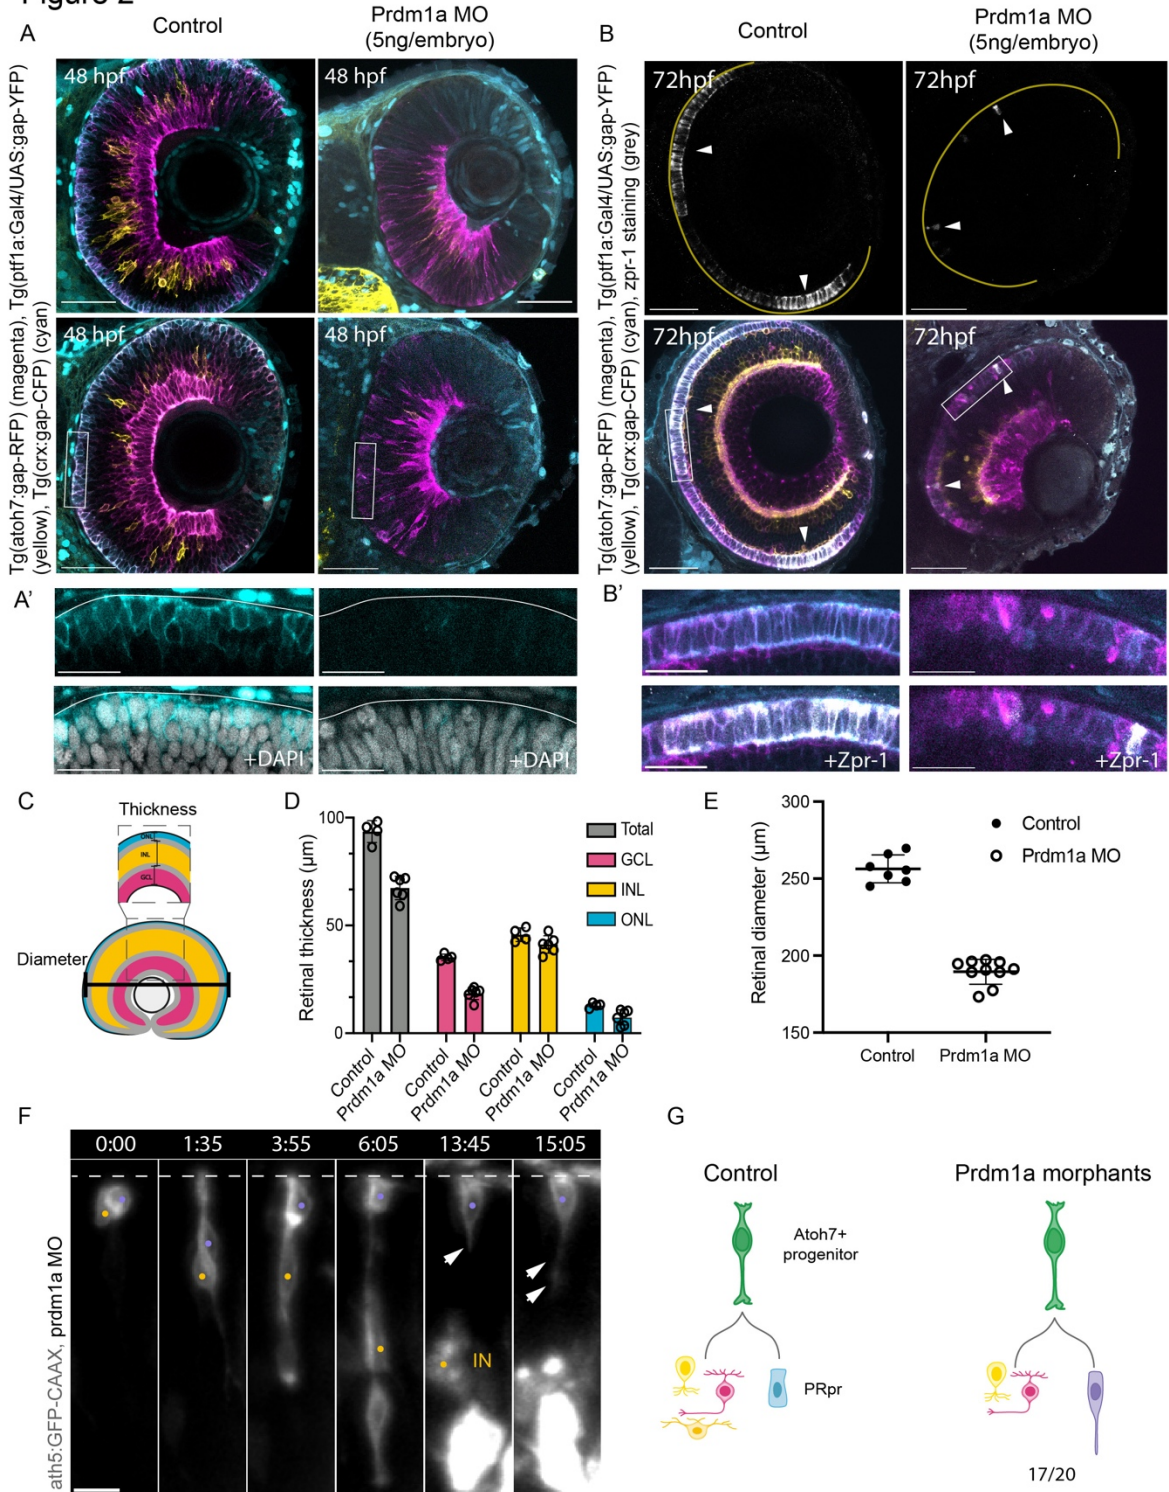 Figure 2
A
Control
Prdm1a MO
(5ng/embryo)
B
Control
Prdm1a MO
(5ng/embryo)
Tg(atoh7:gap-RFP) (magenta), Tg(ptf1a:Gal4/UAS:gap-YFP)
(yellow), Tg(crx:gap-CFP) (cyan)
48 hpf
48 hpf
48 hpf
48 hpf
Tg(atoh7:gap-RFP) (magenta), Tg(ptf1a:Gal4/UAS:gap-YFP)
(yellow), Tg(crx:gap-CFP) (cyan), zpr-1 staining (grey)
72hpf
72hpf
72hpf
72hpf
A'
+DAPI
+DAPI
B'
+Zpr-1
+Zpr-1
C
Thickness
ONL
INL
GCL
Diameter
D
Retinal thickness (µm)
100
50
0
Total
GCL
INL
ONL
Control
Prdm1a MO
Control
Prdm1a MO
Control
Prdm1a MO
Control
Prdm1a MO
E
Retinal diameter (µm)
300
250
200
150
Control
Prdm1a MO
Control
Prdm1a MO
F
0:00
1:35
3:55
6:05
13:45
15:05
ath5:GFP-CAAX, prdm1a MO
IN
G
Control
Prdm1a morphants
Atoh7+
progenitor
PRpr
17/20